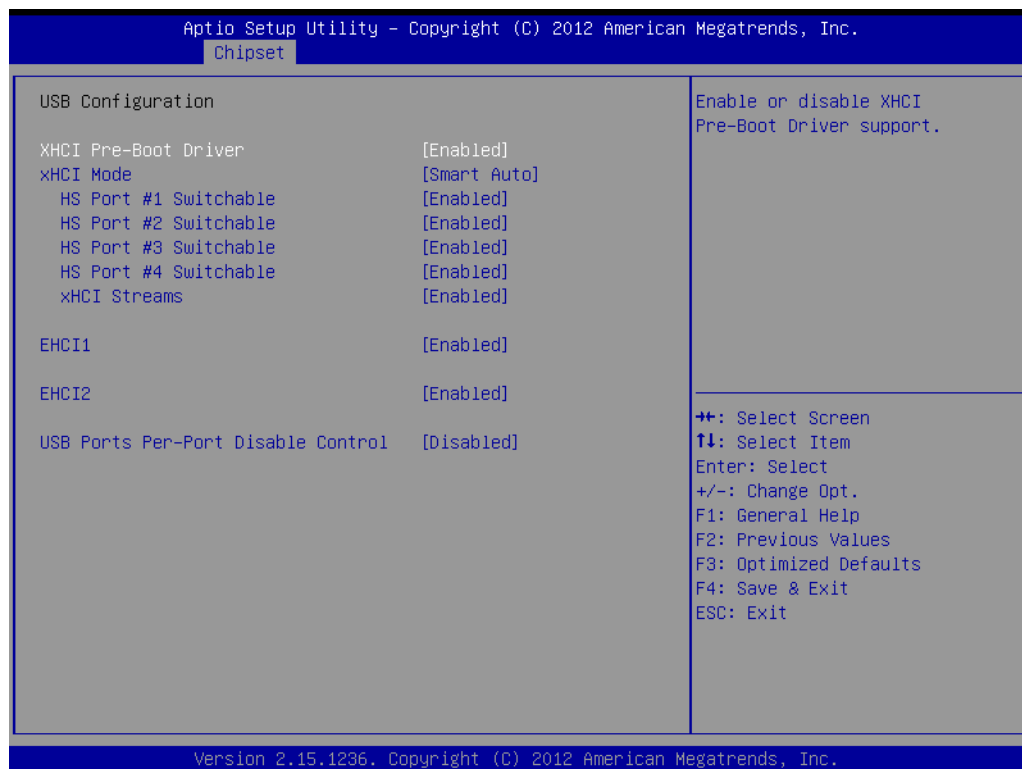 Aptio Setup Utility – Copyright (C) 2012 American Megatrends, Inc.
Chipset
USB Configuration
XHCI Pre-Boot Driver [Enabled]
xHCI Mode [Smart Auto]
HS Port #1 Switchable [Enabled]
HS Port #2 Switchable [Enabled]
HS Port #3 Switchable [Enabled]
HS Port #4 Switchable [Enabled]
xHCI Streams [Enabled]
EHCI1 [Enabled]
EHCI2 [Enabled]
USB Ports Per-Port Disable Control [Disabled]
Enable or disable XHCI
Pre-Boot Driver support.
→←: Select Screen
↑↓: Select Item
Enter: Select
+/-: Change Opt.
F1: General Help
F2: Previous Values
F3: Optimized Defaults
F4: Save & Exit
ESC: Exit
Version 2.15.1236. Copyright (C) 2012 American Megatrends, Inc.